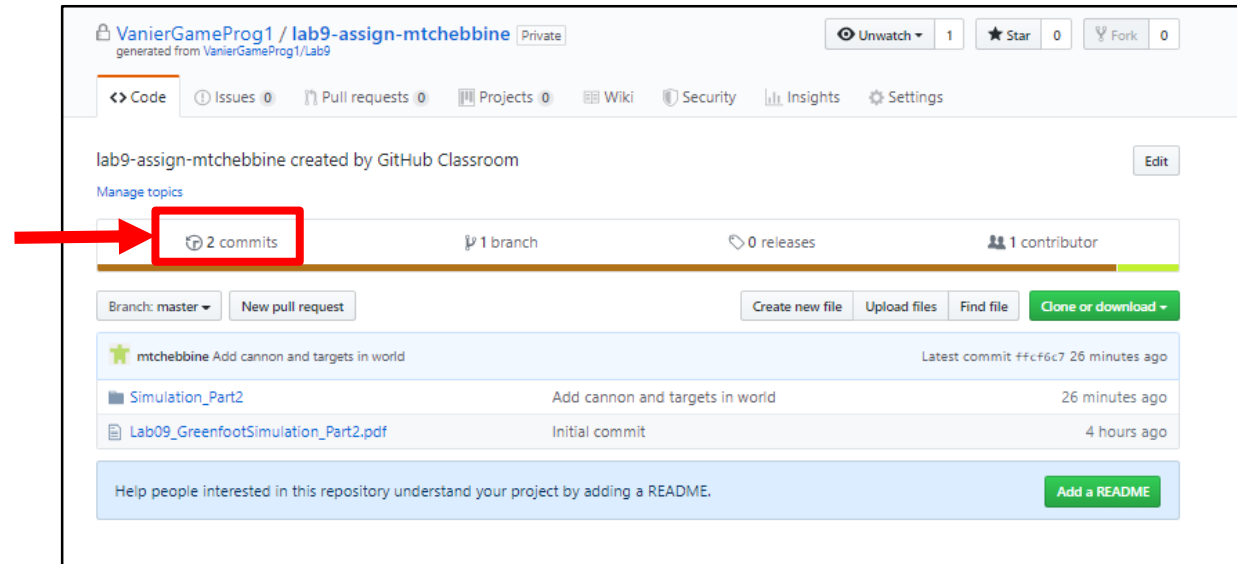 VanierGameProg1 / lab9-assign-mtchebbine Private Unwatch 1 Star 0 Fork 0
generated from VanierGameProg1/Lab9
Code Issues 0 Pull requests 0 Projects 0 Wiki Security Insights Settings
lab9-assign-mtchebbine created by GitHub Classroom Edit
Manage topics
2 commits 1 branch 0 releases 1 contributor
Branch: master New pull request Create new file Upload files Find file Clone or download
mtchebbine Add cannon and targets in world Latest commit ffcf6c7 26 minutes ago
Simulation_Part2 Add cannon and targets in world 26 minutes ago
Lab09_GreenfootSimulation_Part2.pdf Initial commit 4 hours ago
Help people interested in this repository understand your project by adding a README. Add a README